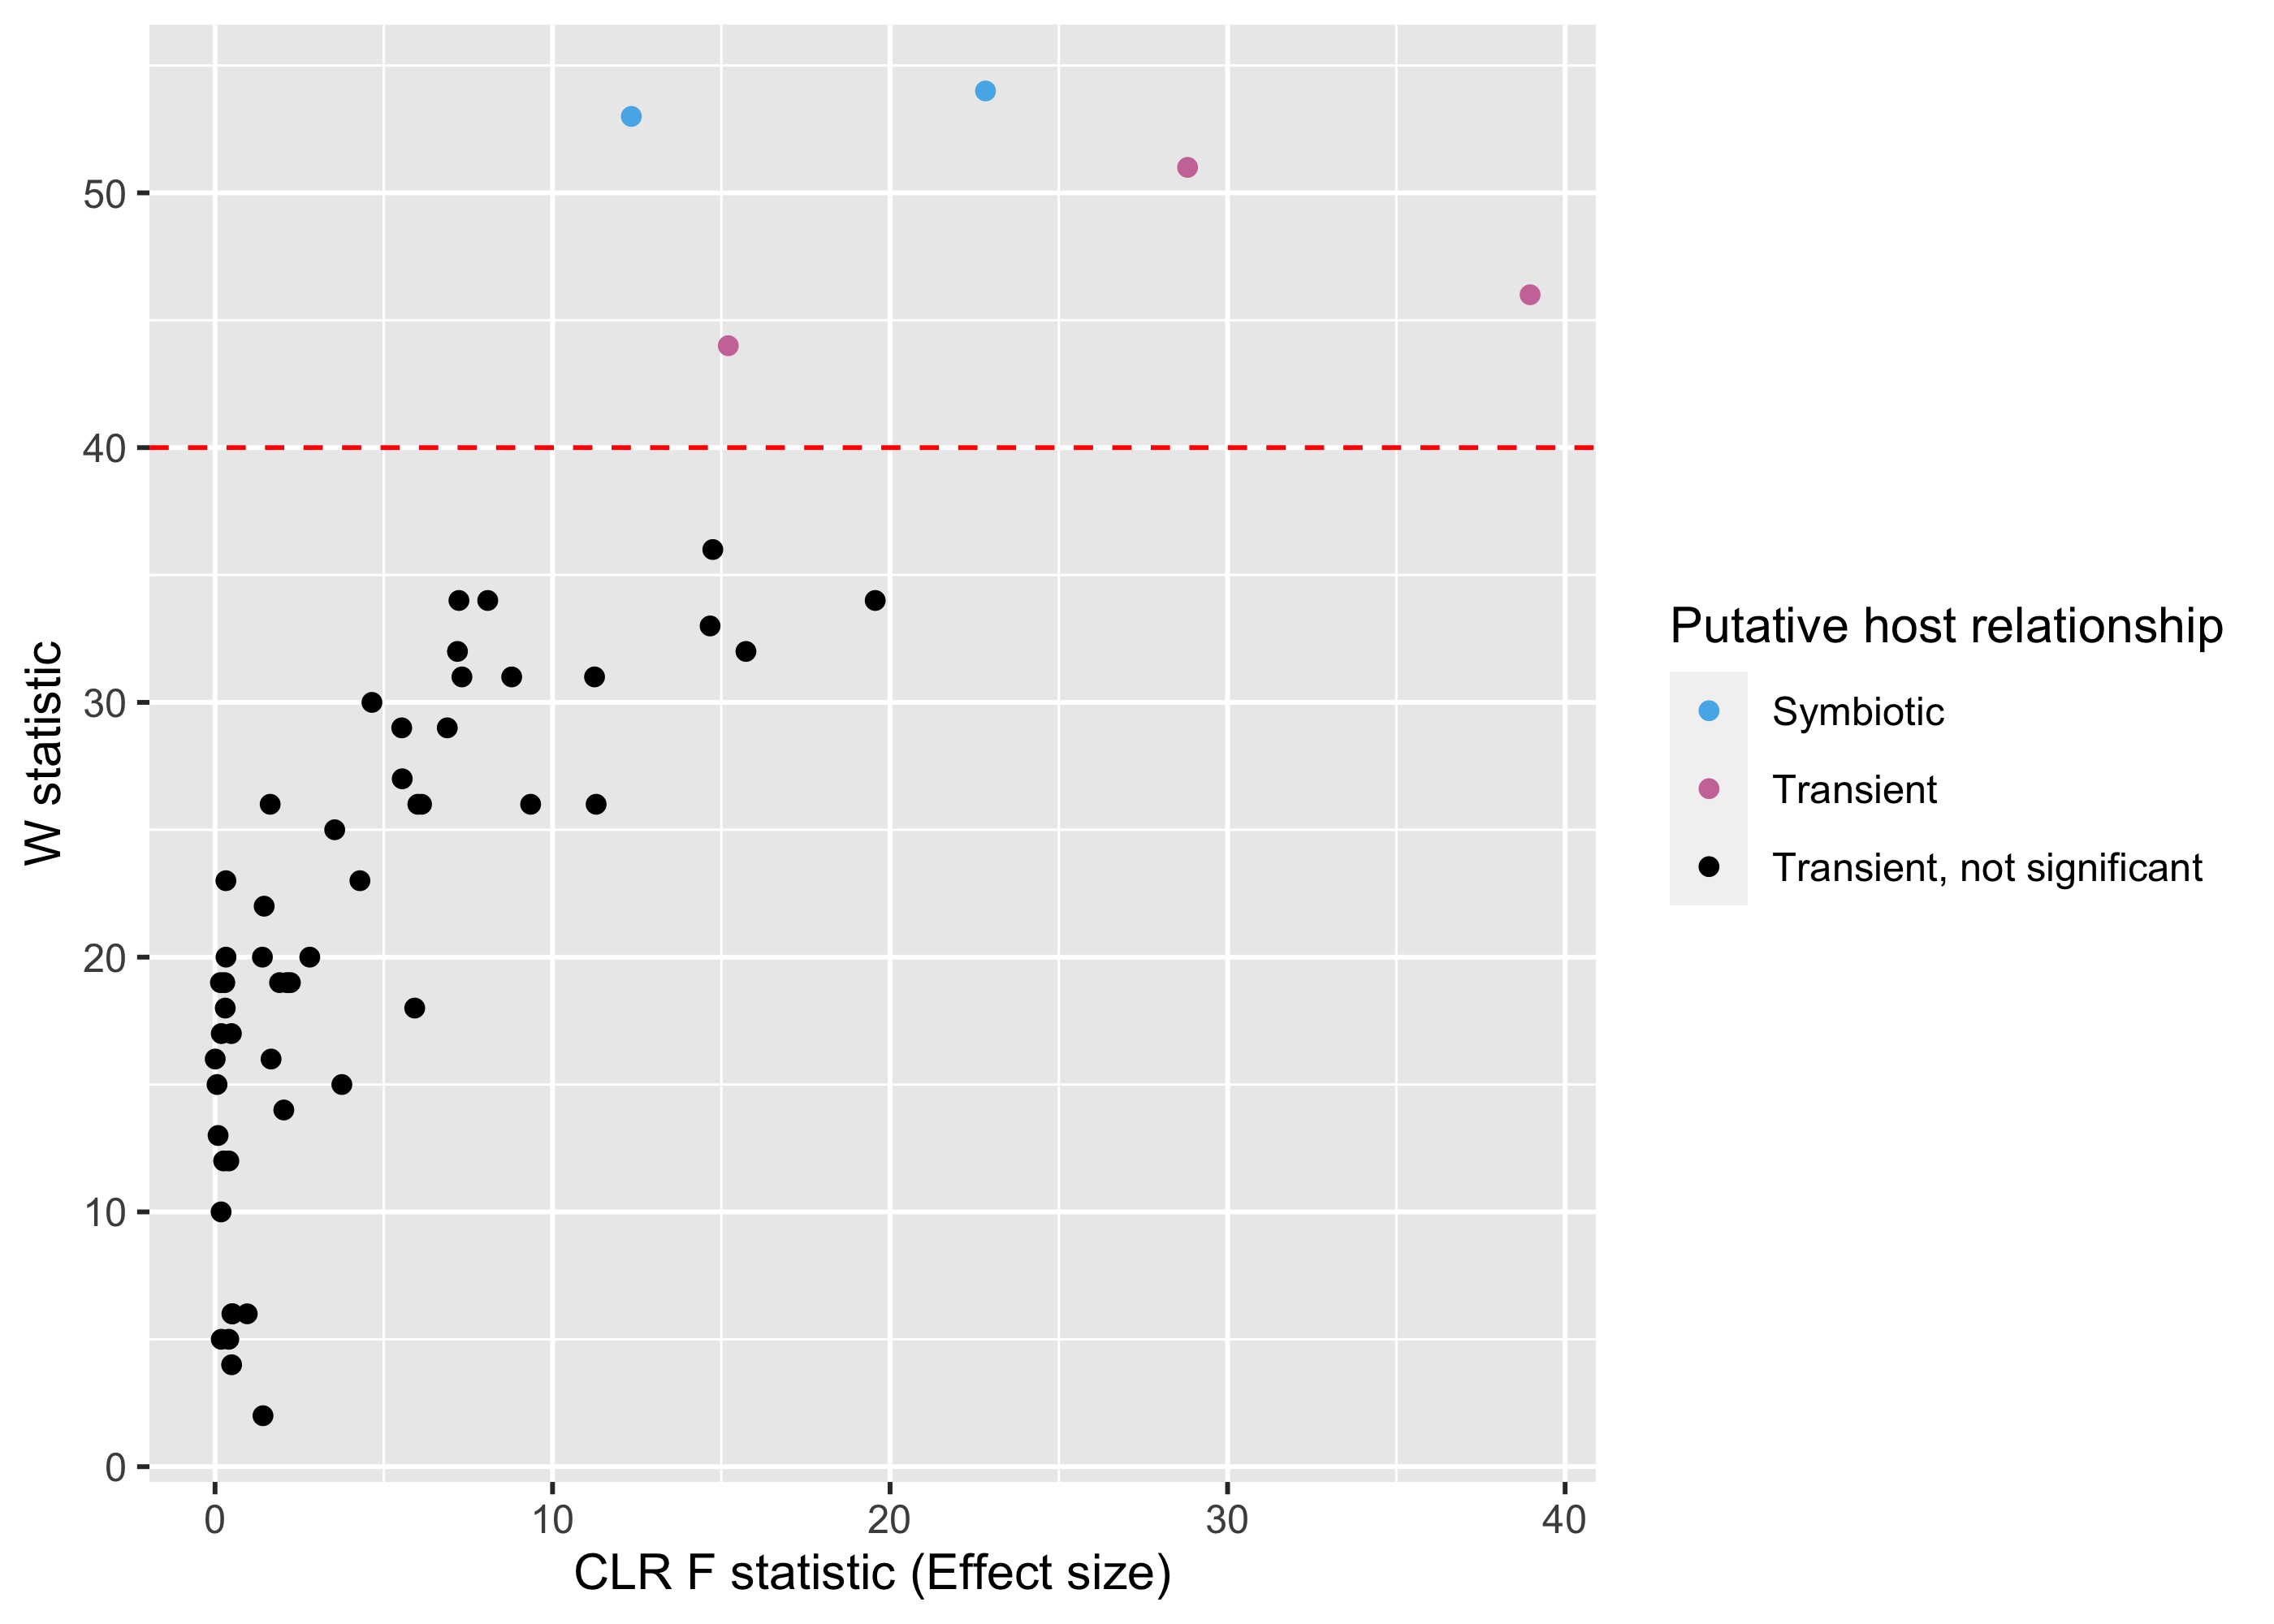 50
40
30
20
10
0
W statistic
0 10 20 30 40
CLR F statistic (Effect size)
Putative host relationship
Symbiotic
Transient
Transient, not significant